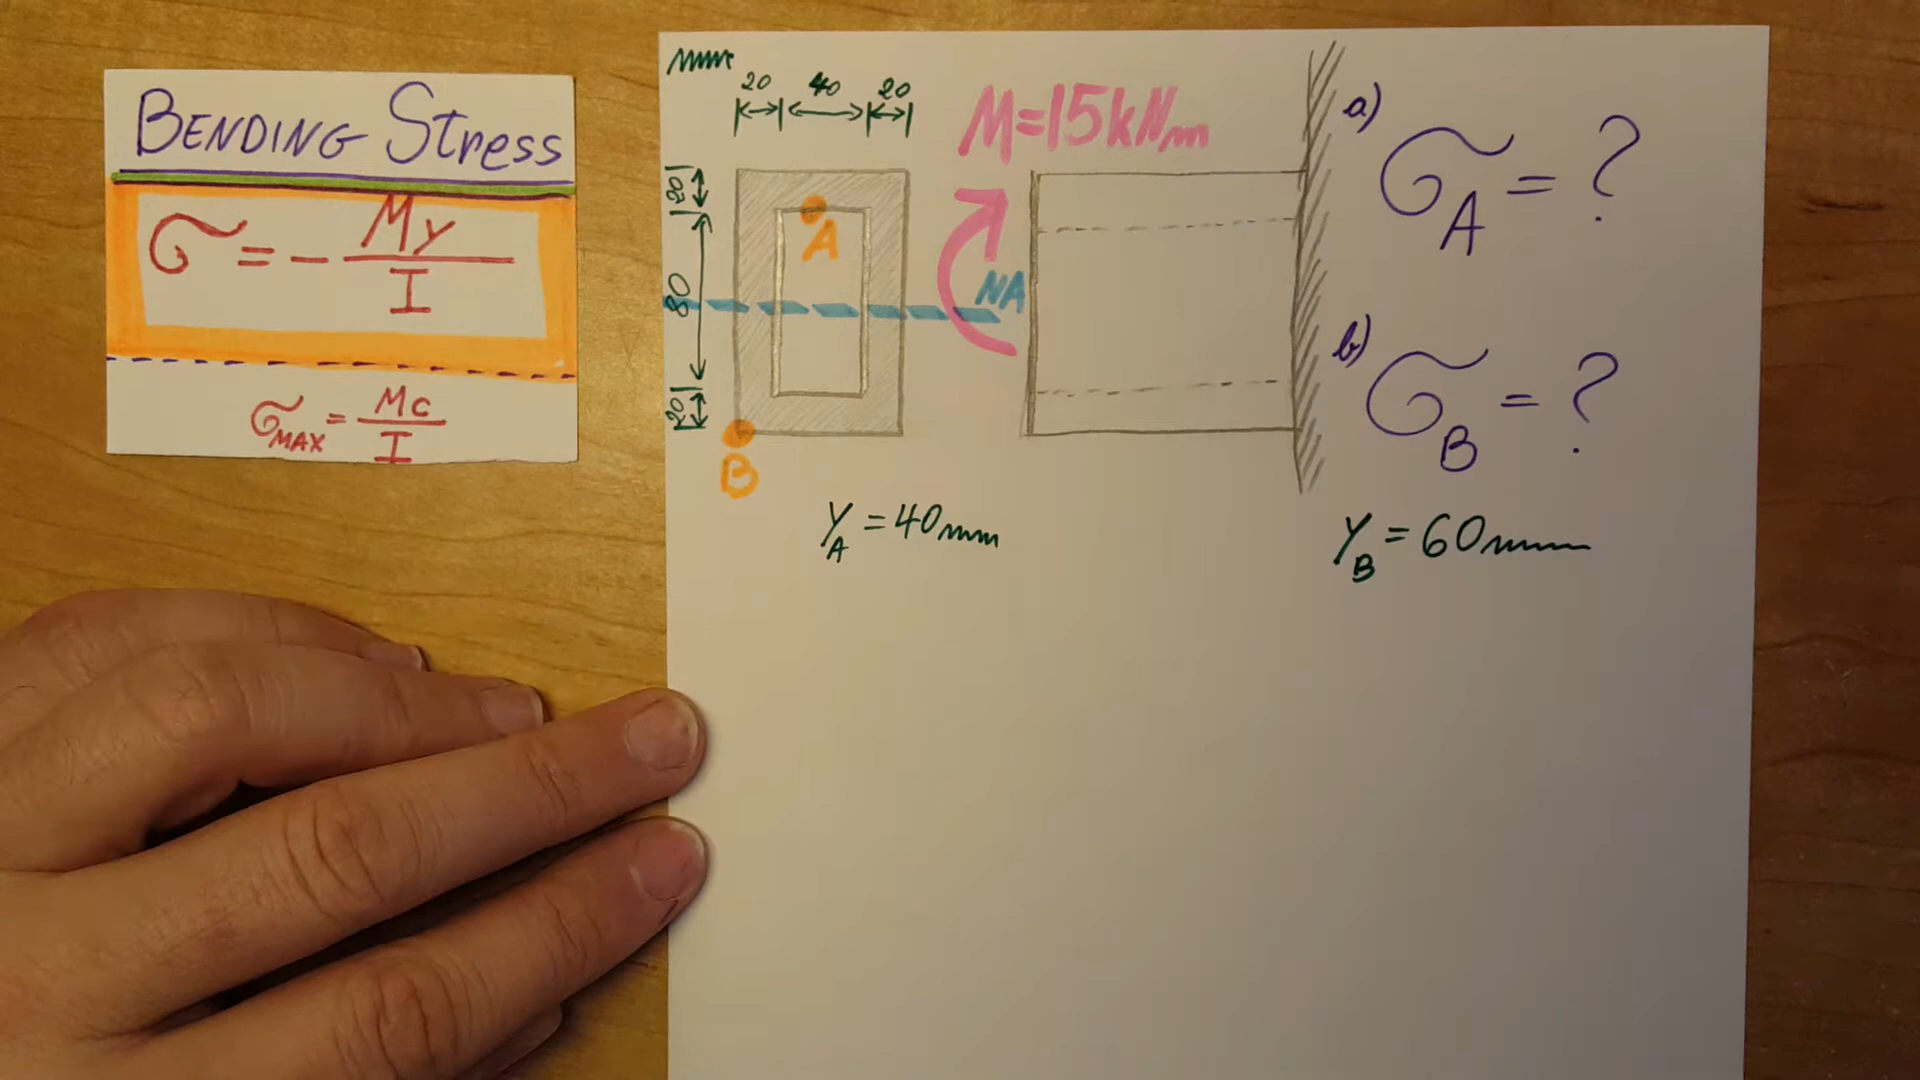 BENDING Stress
σ = - My / I
σMAX = Mc / I
mm
20 40 20
20
80
20
A
B
NA
M=15kNm
a)
σA = ?
b)
σB = ?
yA = 40mm
yB = 60mm